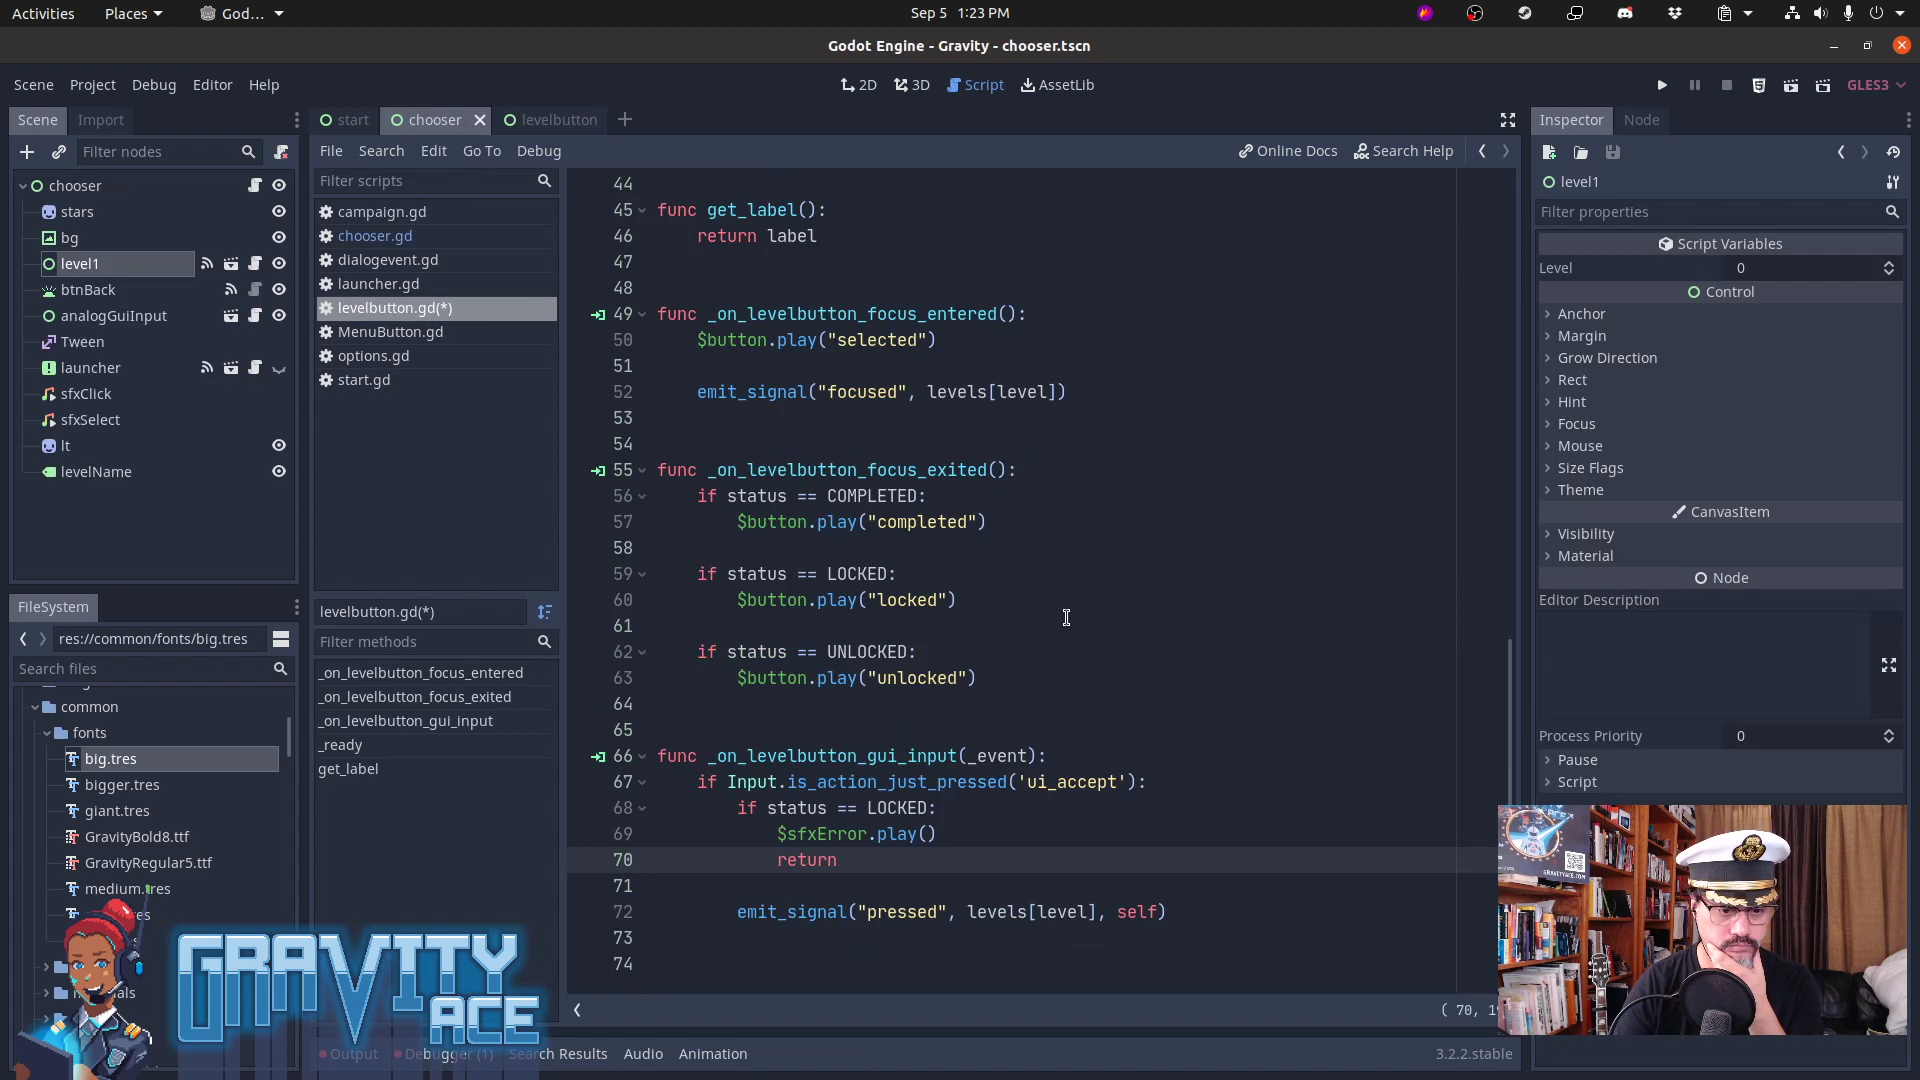 Activities Places God... Sep 5 1:23 PM
Godot Engine - Gravity - chooser.tscn
Scene Project Debug Editor Help 2D 3D Script AssetLib GLES3
Scene Import
Filter nodes
chooser
stars
bg
level1
btnBack
analogGuiInput
Tween
launcher
sfxClick
sfxSelect
lt
levelName
FileSystem
res://common/fonts/big.tres
Search files
common
fonts
big.tres
bigger.tres
giant.tres
GravityBold8.ttf
GravityRegular5.ttf
medium.tres
start chooser levelbutton
File Search Edit Go To Debug Online Docs Search Help
Filter scripts
campaign.gd
chooser.gd
dialogevent.gd
launcher.gd
levelbutton.gd(*)
MenuButton.gd
options.gd
start.gd
levelbutton.gd(*)
Filter methods
_on_levelbutton_focus_entered
_on_levelbutton_focus_exited
_on_levelbutton_gui_input
_ready
get_label
44
45 func get_label():
46 return label
47
48
49 func _on_levelbutton_focus_entered():
50 $button.play("selected")
51
52 emit_signal("focused", levels[level])
53
54
55 func _on_levelbutton_focus_exited():
56 if status == COMPLETED:
57 $button.play("completed")
58
59 if status == LOCKED:
60 $button.play("locked")
61
62 if status == UNLOCKED:
63 $button.play("unlocked")
64
65
66 func _on_levelbutton_gui_input(_event):
67 if Input.is_action_just_pressed('ui_accept'):
68 if status == LOCKED:
69 $sfxError.play()
70 return
71
72 emit_signal("pressed", levels[level], self)
73
74
Output Debugger (1) Search Results Audio Animation 3.2.2.stable
Inspector Node
level1
Filter properties
Script Variables
Level 0
Control
Anchor
Margin
Grow Direction
Rect
Hint
Focus
Mouse
Size Flags
Theme
CanvasItem
Visibility
Material
Node
Editor Description
Process Priority 0
Pause
Script
GRAVITY
ACE
GRAVITYACE.COM